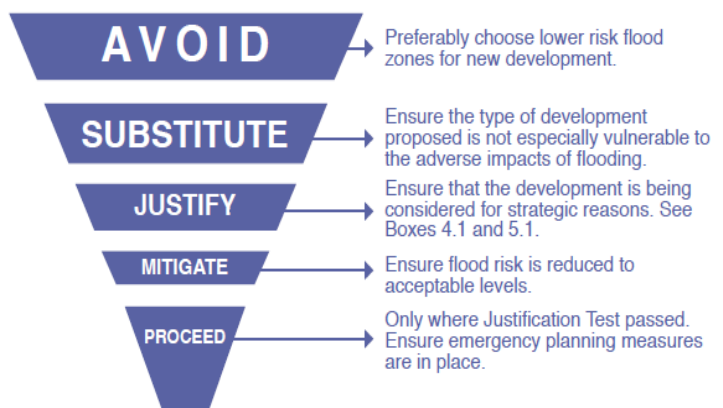 AVOID
Preferably choose lower risk flood
zones for new development.
SUBSTITUTE
Ensure the type of development
proposed is not especially vulnerable to
the adverse impacts of flooding.
JUSTIFY
Ensure that the development is being
considered for strategic reasons. See
Boxes 4.1 and 5.1.
MITIGATE
Ensure flood risk is reduced to
acceptable levels.
PROCEED
Only where Justification Test passed.
Ensure emergency planning measures
are in place.